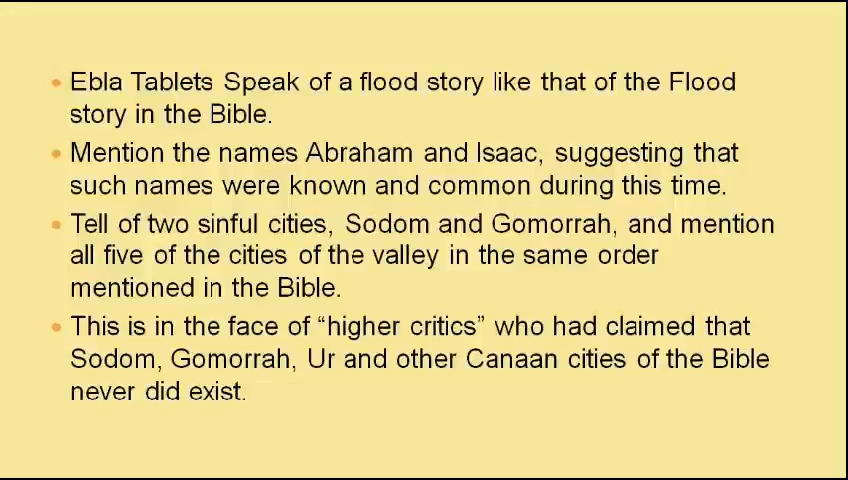 • Ebla Tablets Speak of a flood story like that of the Flood
story in the Bible.
• Mention the names Abraham and Isaac, suggesting that
such names were known and common during this time.
• Tell of two sinful cities, Sodom and Gomorrah, and mention
all five of the cities of the valley in the same order
mentioned in the Bible.
• This is in the face of “higher critics” who had claimed that
Sodom, Gomorrah, Ur and other Canaan cities of the Bible
never did exist.